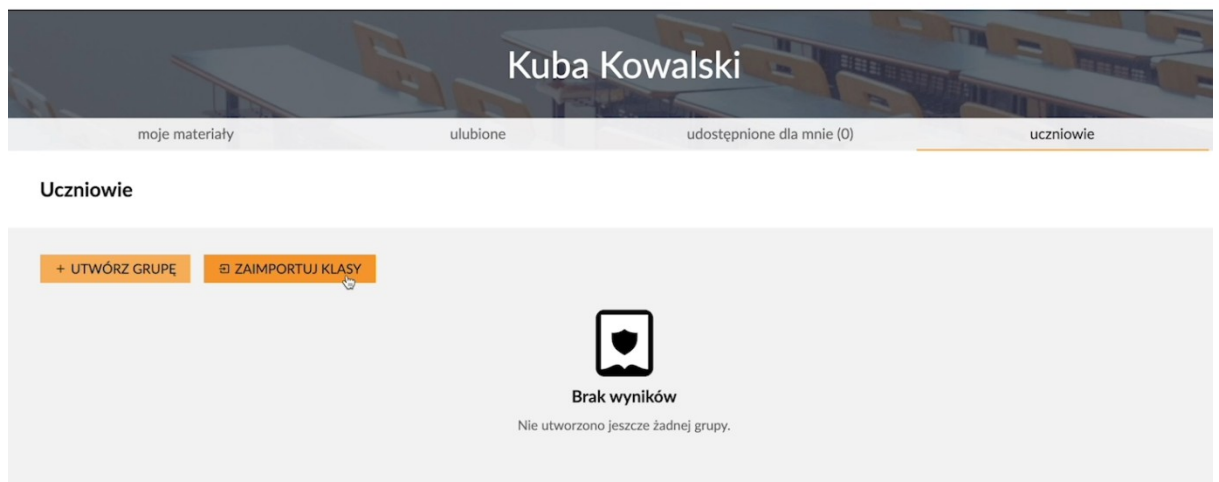 Kuba Kowalski
moje materiały ulubione udostępnione dla mnie (0) uczniowie
Uczniowie
+ UTWÓRZ GRUPĘ ZAIMPORTUJ KLASY
Brak wyników
Nie utworzono jeszcze żadnej grupy.